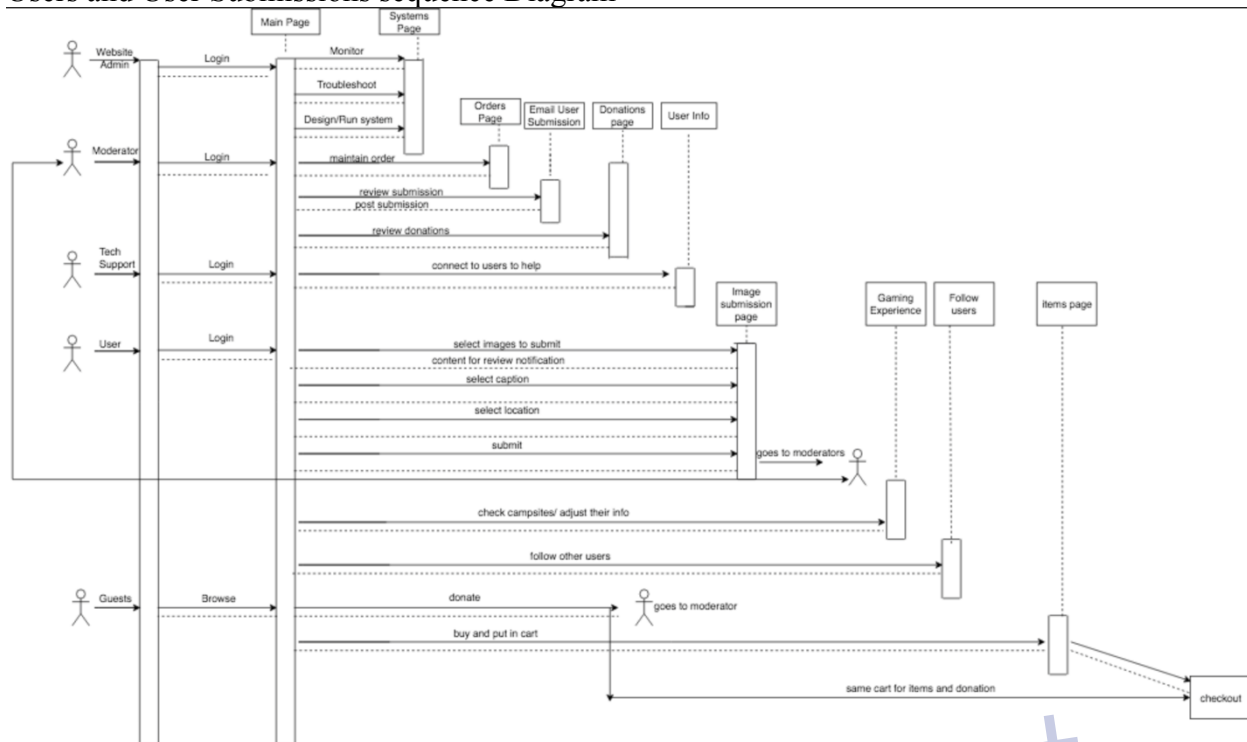 Users and User Submissions sequence Diagram
Main Page
Systems
Page
Website
Admin
Login
Monitor
Troubleshoot
Design/Run system
Orders
Page
Email User
Submission
Donations
page
User Info
Moderator
Login
maintain order
review submission
post submission
review donations
Tech
Support
Login
connect to users to help
Image
submission
page
Gaming
Experience
Follow
users
items page
User
Login
select images to submit
content for review notification
select caption
select location
submit
goes to moderators
check campsites/ adjust their info
follow other users
Guests
Browse
donate
goes to moderator
buy and put in cart
same cart for items and donation
checkout